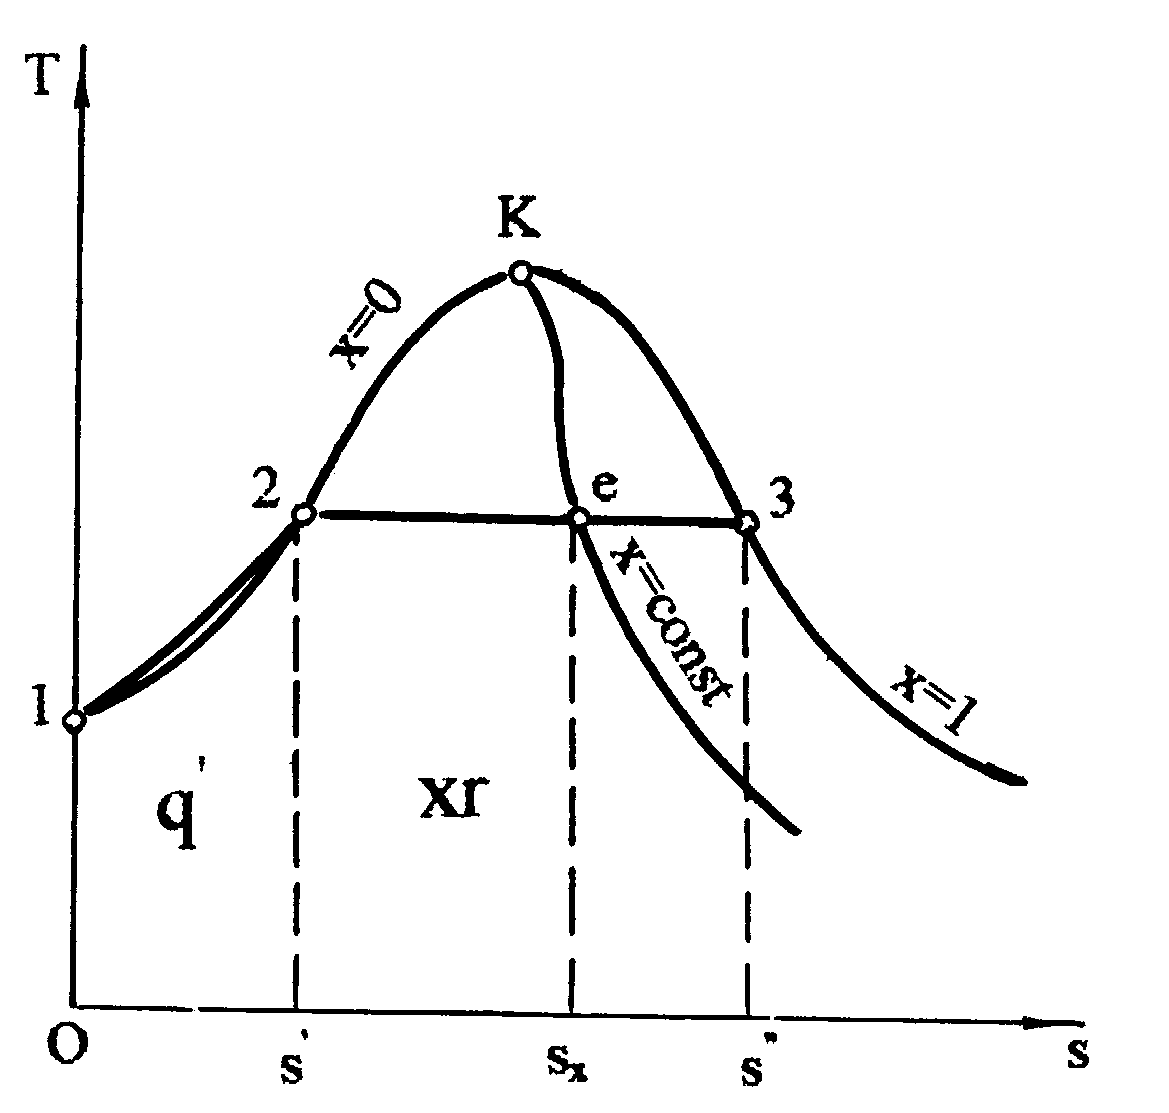 T
K
x=0
2
e
3
x=const
1
x=1
q'
xr
O
s'
sₓ
s"
s